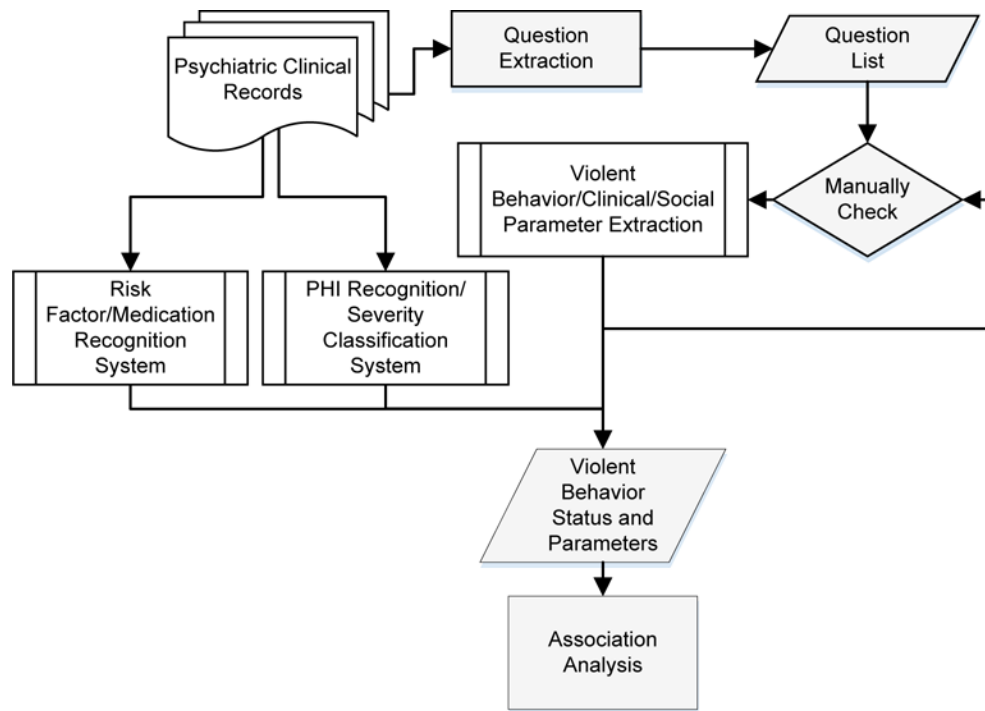 Psychiatric Clinical
Records
Question
Extraction
Question
List
Manually
Check
Violent
Behavior/Clinical/Social
Parameter Extraction
Risk
Factor/Medication
Recognition
System
PHI Recognition/
Severity
Classification
System
Violent
Behavior
Status and
Parameters
Association
Analysis